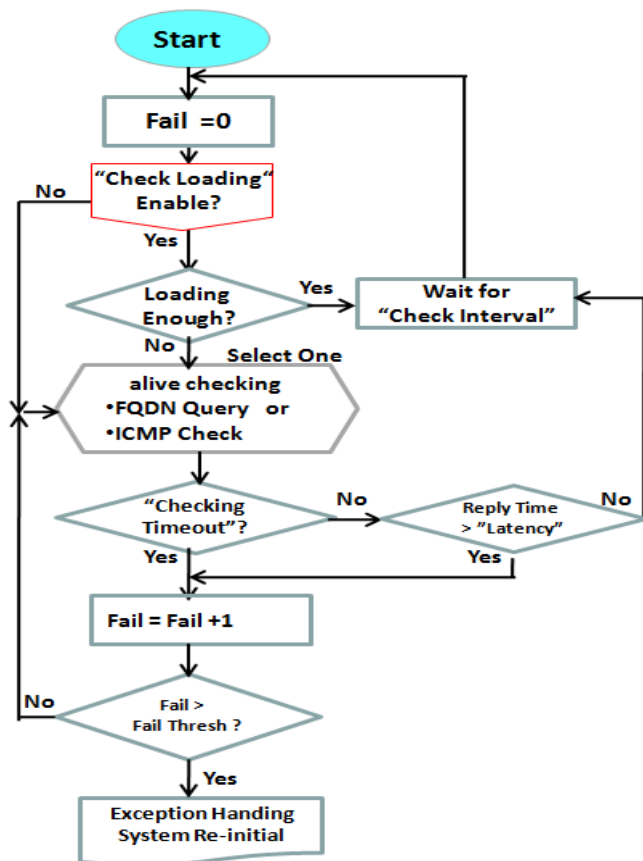 Start
Fail =0
“Check Loading“
Enable?
No
Yes
Loading
Enough?
Yes
Wait for
“Check Interval”
No
Select One
alive checking
•FQDN Query or
•ICMP Check
“Checking
Timeout”?
No
Reply Time
> ”Latency”
No
Yes
Yes
Fail = Fail +1
No
Fail >
Fail Thresh ?
Yes
Exception Handing
System Re-initial